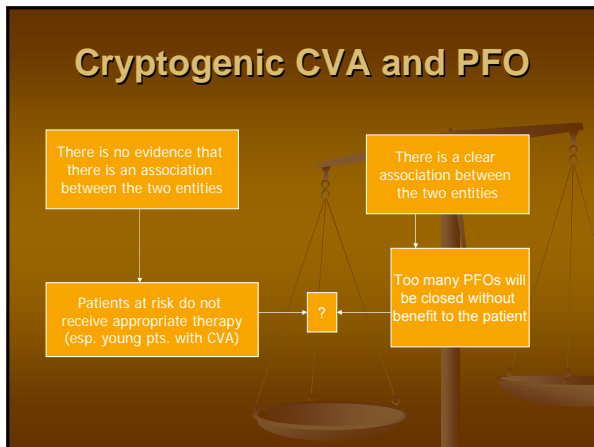 Cryptogenic CVA and PFO
There is no evidence that
there is an association
between the two entities
There is a clear
association between
the two entities
Patients at risk do not
receive appropriate therapy
(esp. young pts. with CVA)
?
Too many PFOs will
be closed without
benefit to the patient